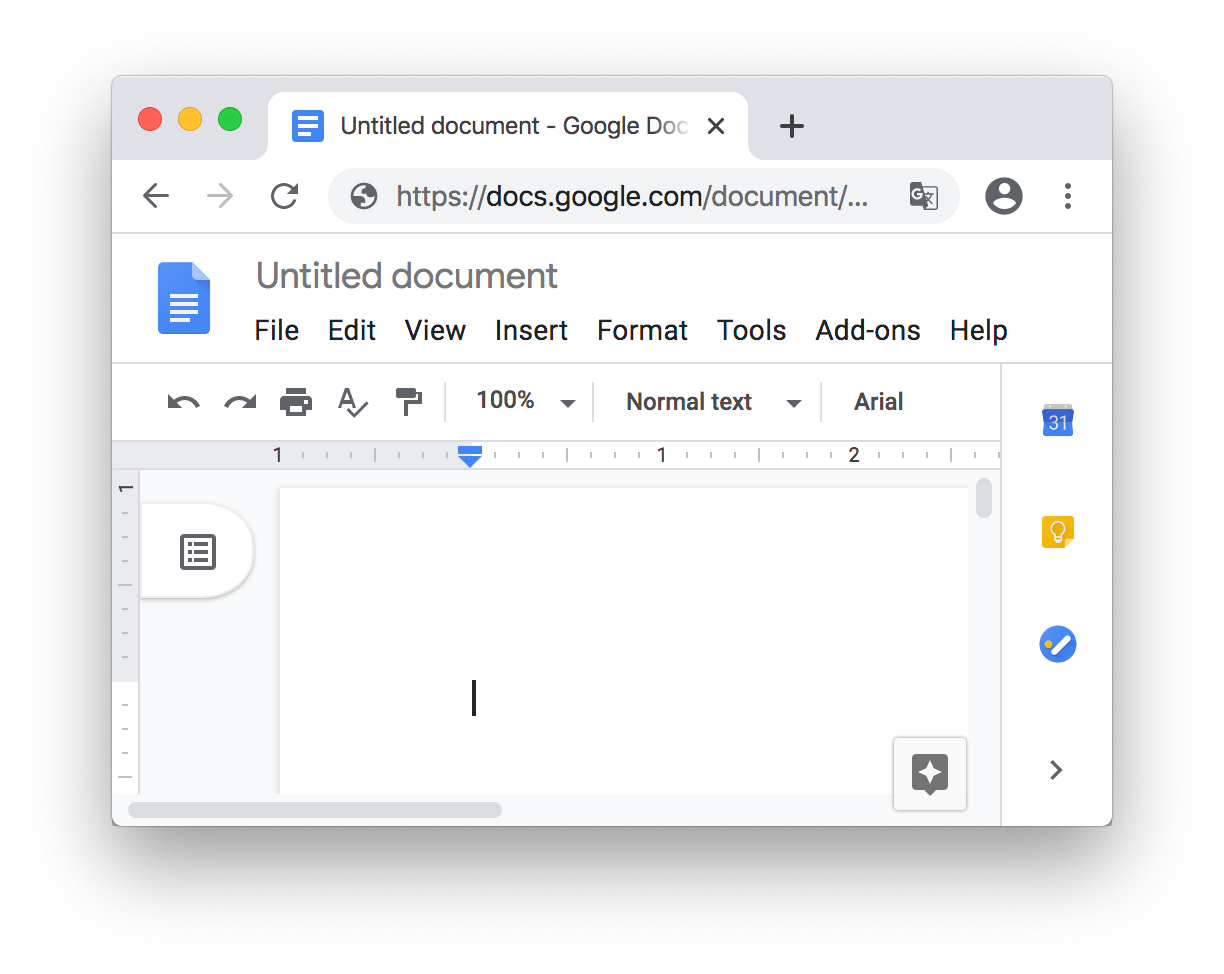 Untitled document - Google Doc
https://docs.google.com/document/...
Untitled document
File Edit View Insert Format Tools Add-ons Help
100% Normal text Arial
31
1 1 2
1